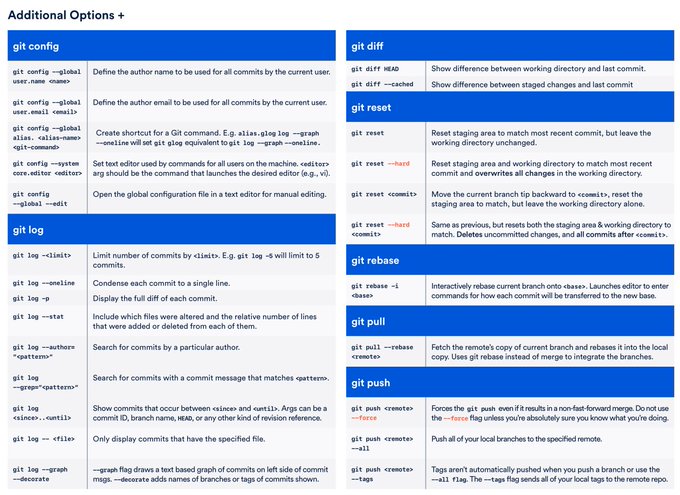 Additional Options +
git config
git config --global
user.name <name>
Define the author name to be used for all commits by the current user.
git config --global
user.email <email>
Define the author email to be used for all commits by the current user.
git config --global
alias. <alias-name>
<git-command>
Create shortcut for a Git command. E.g. alias.glog log --graph
--oneline will set git glog equivalent to git log --graph --oneline.
git config --system
core.editor <editor>
Set text editor used by commands for all users on the machine. <editor>
arg should be the command that launches the desired editor (e.g., vi).
git config
--global --edit
Open the global configuration file in a text editor for manual editing.
git log
git log -<limit>
Limit number of commits by <limit>. E.g. git log -5 will limit to 5
commits.
git log --oneline
Condense each commit to a single line.
git log -p
Display the full diff of each commit.
git log --stat
Include which files were altered and the relative number of lines
that were added or deleted from each of them.
git log --author=
"<pattern>"
Search for commits by a particular author.
git log
--grep="<pattern>"
Search for commits with a commit message that matches <pattern>.
git log
<since>..<until>
Show commits that occur between <since> and <until>. Args can be a
commit ID, branch name, HEAD, or any other kind of revision reference.
git log -- <file>
Only display commits that have the specified file.
git log --graph
--decorate
--graph flag draws a text based graph of commits on left side of commit
msgs. --decorate adds names of branches or tags of commits shown.
git diff
git diff HEAD
Show difference between working directory and last commit.
git diff --cached
Show difference between staged changes and last commit
git reset
git reset
Reset staging area to match most recent commit, but leave the
working directory unchanged.
git reset --hard
Reset staging area and working directory to match most recent
commit and overwrites all changes in the working directory.
git reset <commit>
Move the current branch tip backward to <commit>, reset the
staging area to match, but leave the working directory alone.
git reset --hard
<commit>
Same as previous, but resets both the staging area & working directory to
match. Deletes uncommitted changes, and all commits after <commit>.
git rebase
git rebase -i
<base>
Interactively rebase current branch onto <base>. Launches editor to enter
commands for how each commit will be transferred to the new base.
git pull
git pull --rebase
<remote>
Fetch the remote's copy of current branch and rebases it into the local
copy. Uses git rebase instead of merge to integrate the branches.
git push
git push <remote>
--force
Forces the git push even if it results in a non-fast-forward merge. Do not use
the --force flag unless you're absolutely sure you know what you're doing.
git push <remote>
--all
Push all of your local branches to the specified remote.
git push <remote>
--tags
Tags aren't automatically pushed when you push a branch or use the
--all flag. The --tags flag sends all of your local tags to the remote repo.